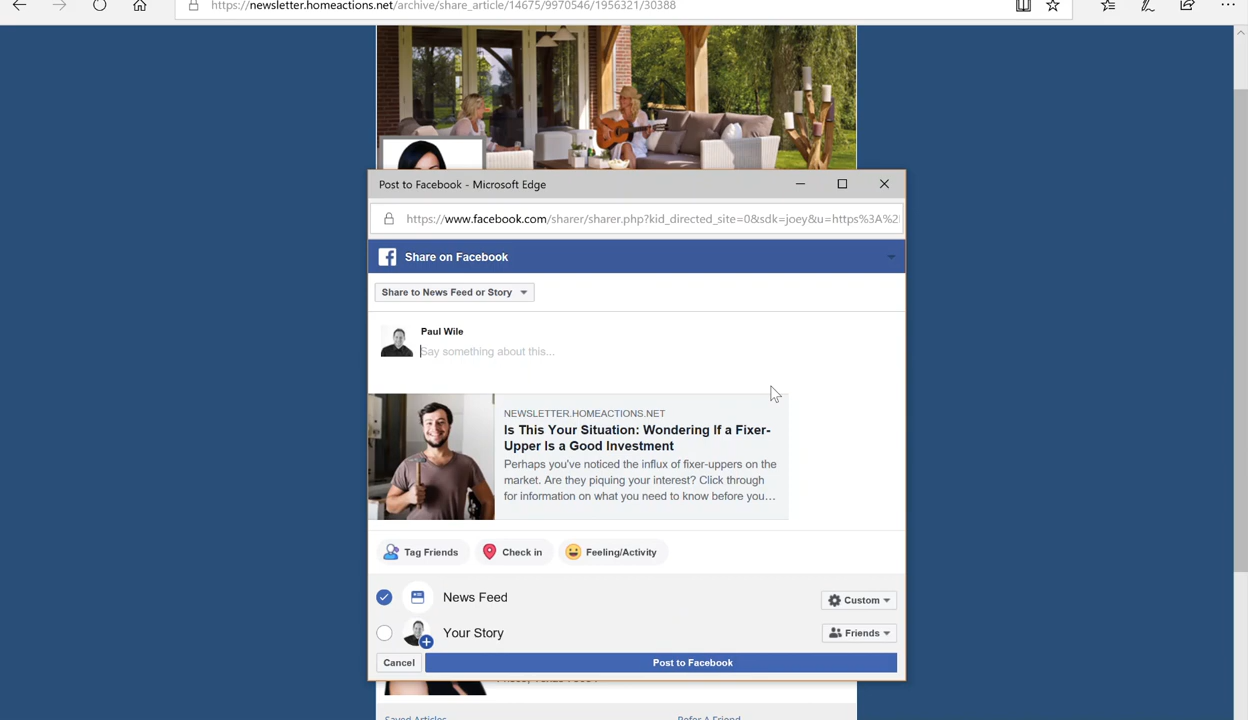 https://newsletter.homeactions.net/archive/share_article/14675/9970546/1956321/30388
Post to Facebook - Microsoft Edge
https://www.facebook.com/sharer/sharer.php?kid_directed_site=0&sdk=joey&u=https%3A%2
Share on Facebook
Share to News Feed or Story
Paul Wile
Say something about this...
NEWSLETTER.HOMEACTIONS.NET
Is This Your Situation: Wondering If a Fixer-
Upper Is a Good Investment
Perhaps you've noticed the influx of fixer-uppers on the
market. Are they piquing your interest? Click through
for information on what you need to know before you...
Tag Friends
Check in
Feeling/Activity
News Feed
Custom
Your Story
Friends
Cancel
Post to Facebook
Saved Articles
Refer A Friend